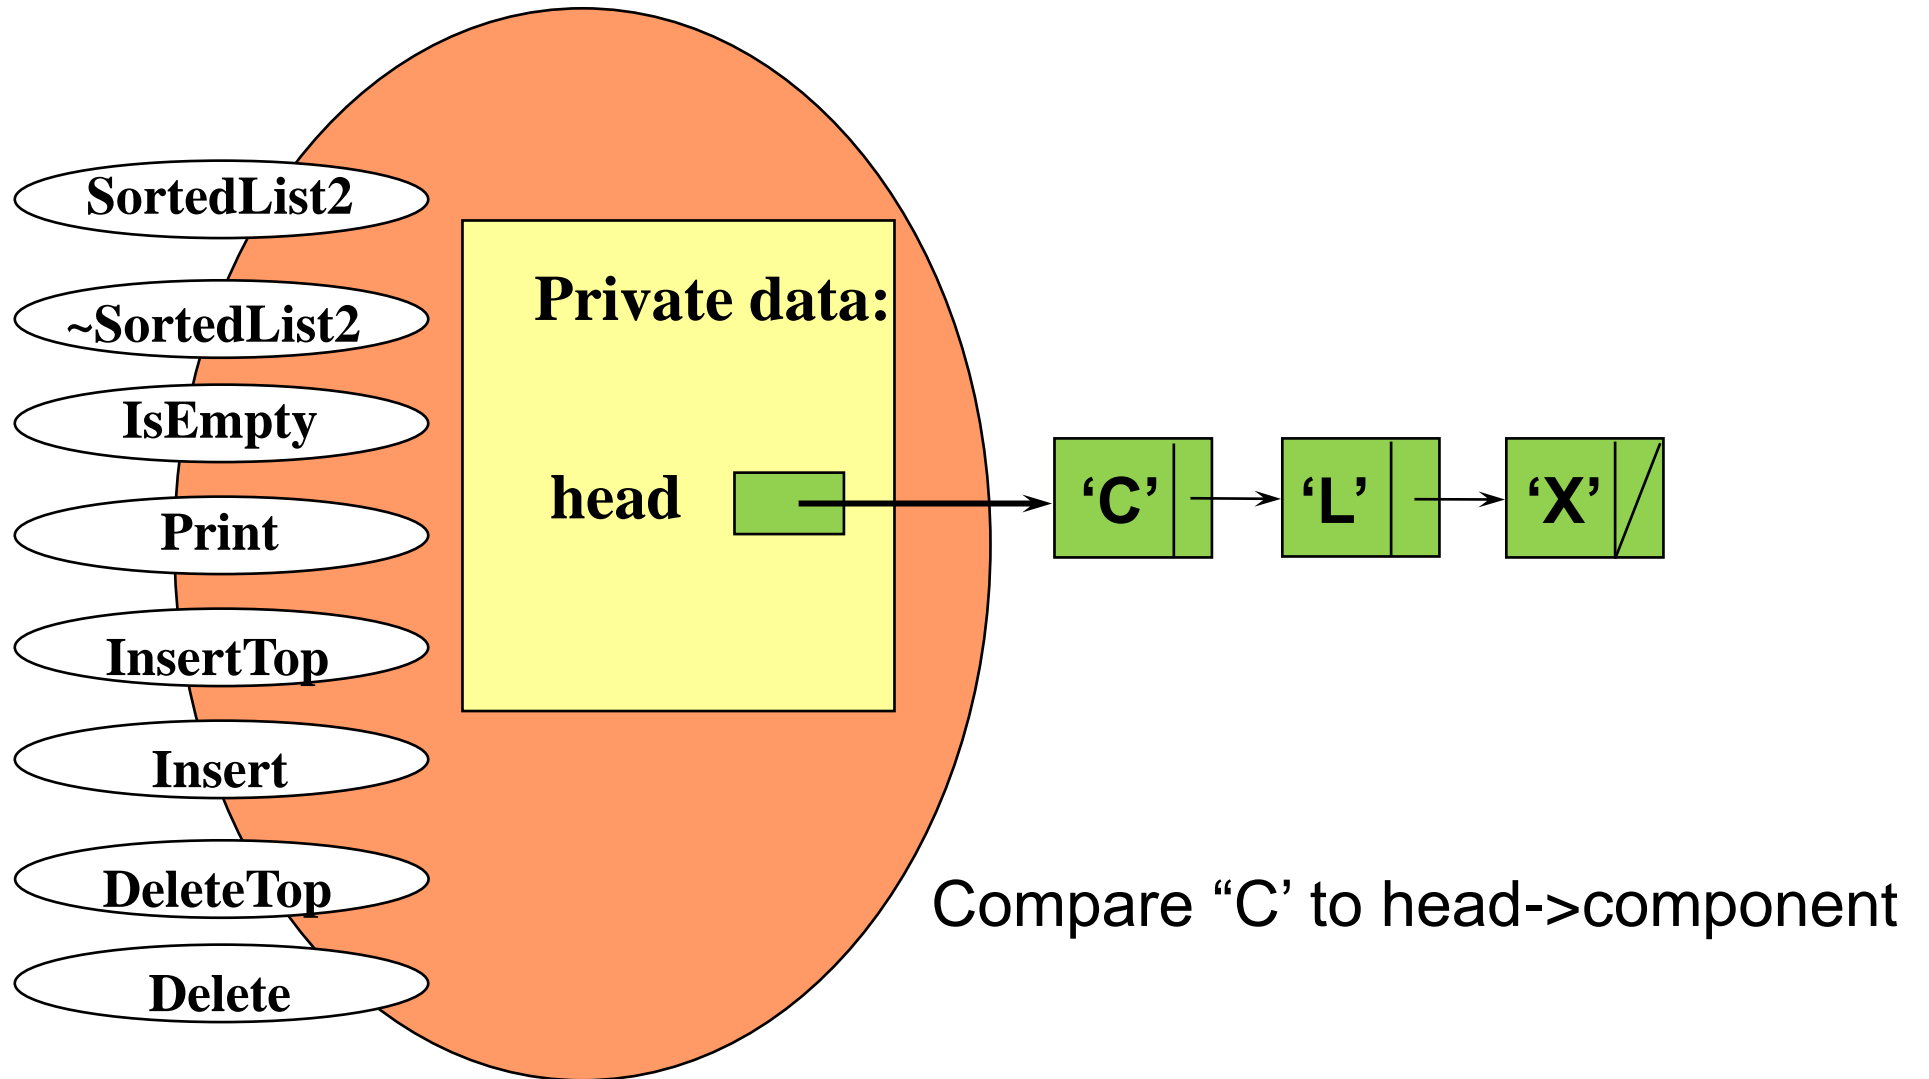 SortedList2
~SortedList2
IsEmpty
Print
InsertTop
Insert
DeleteTop
Delete
Private data:
head
‘C’
‘L’
‘X’
Compare “C’ to head->component